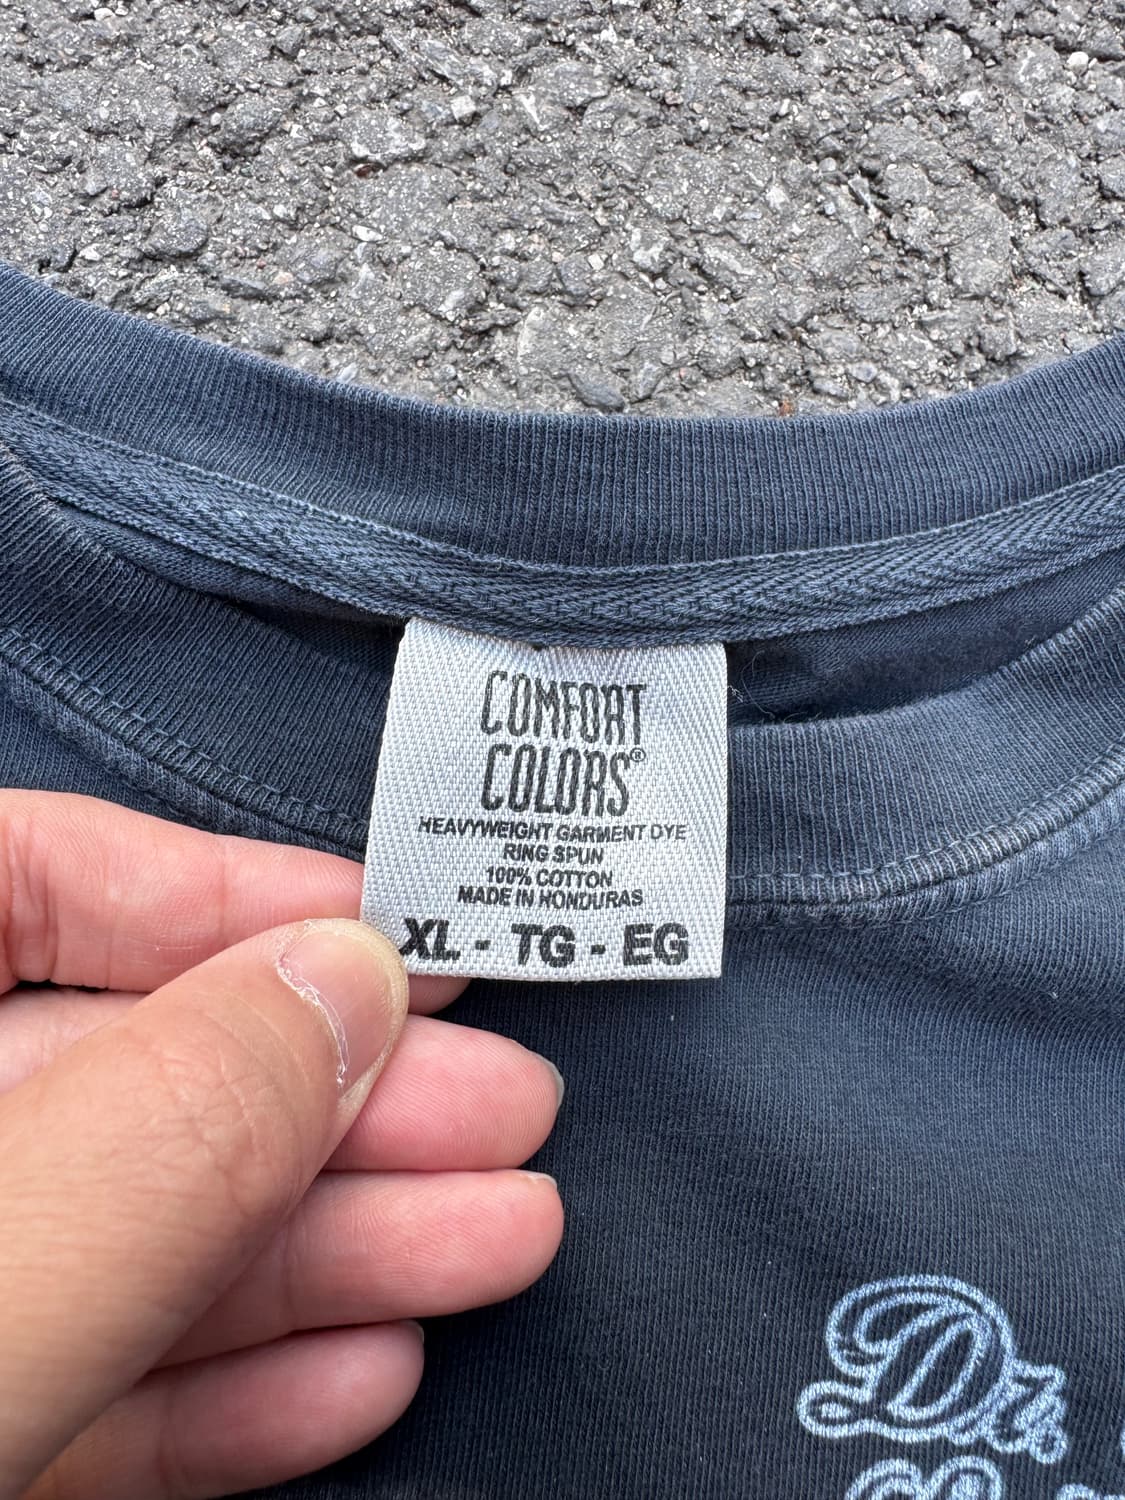 COMFORT
COLORS®
HEAVYWEIGHT GARMENT DYE
RING SPUN
100% COTTON
MADE IN HONDURAS
XL - TG - EG